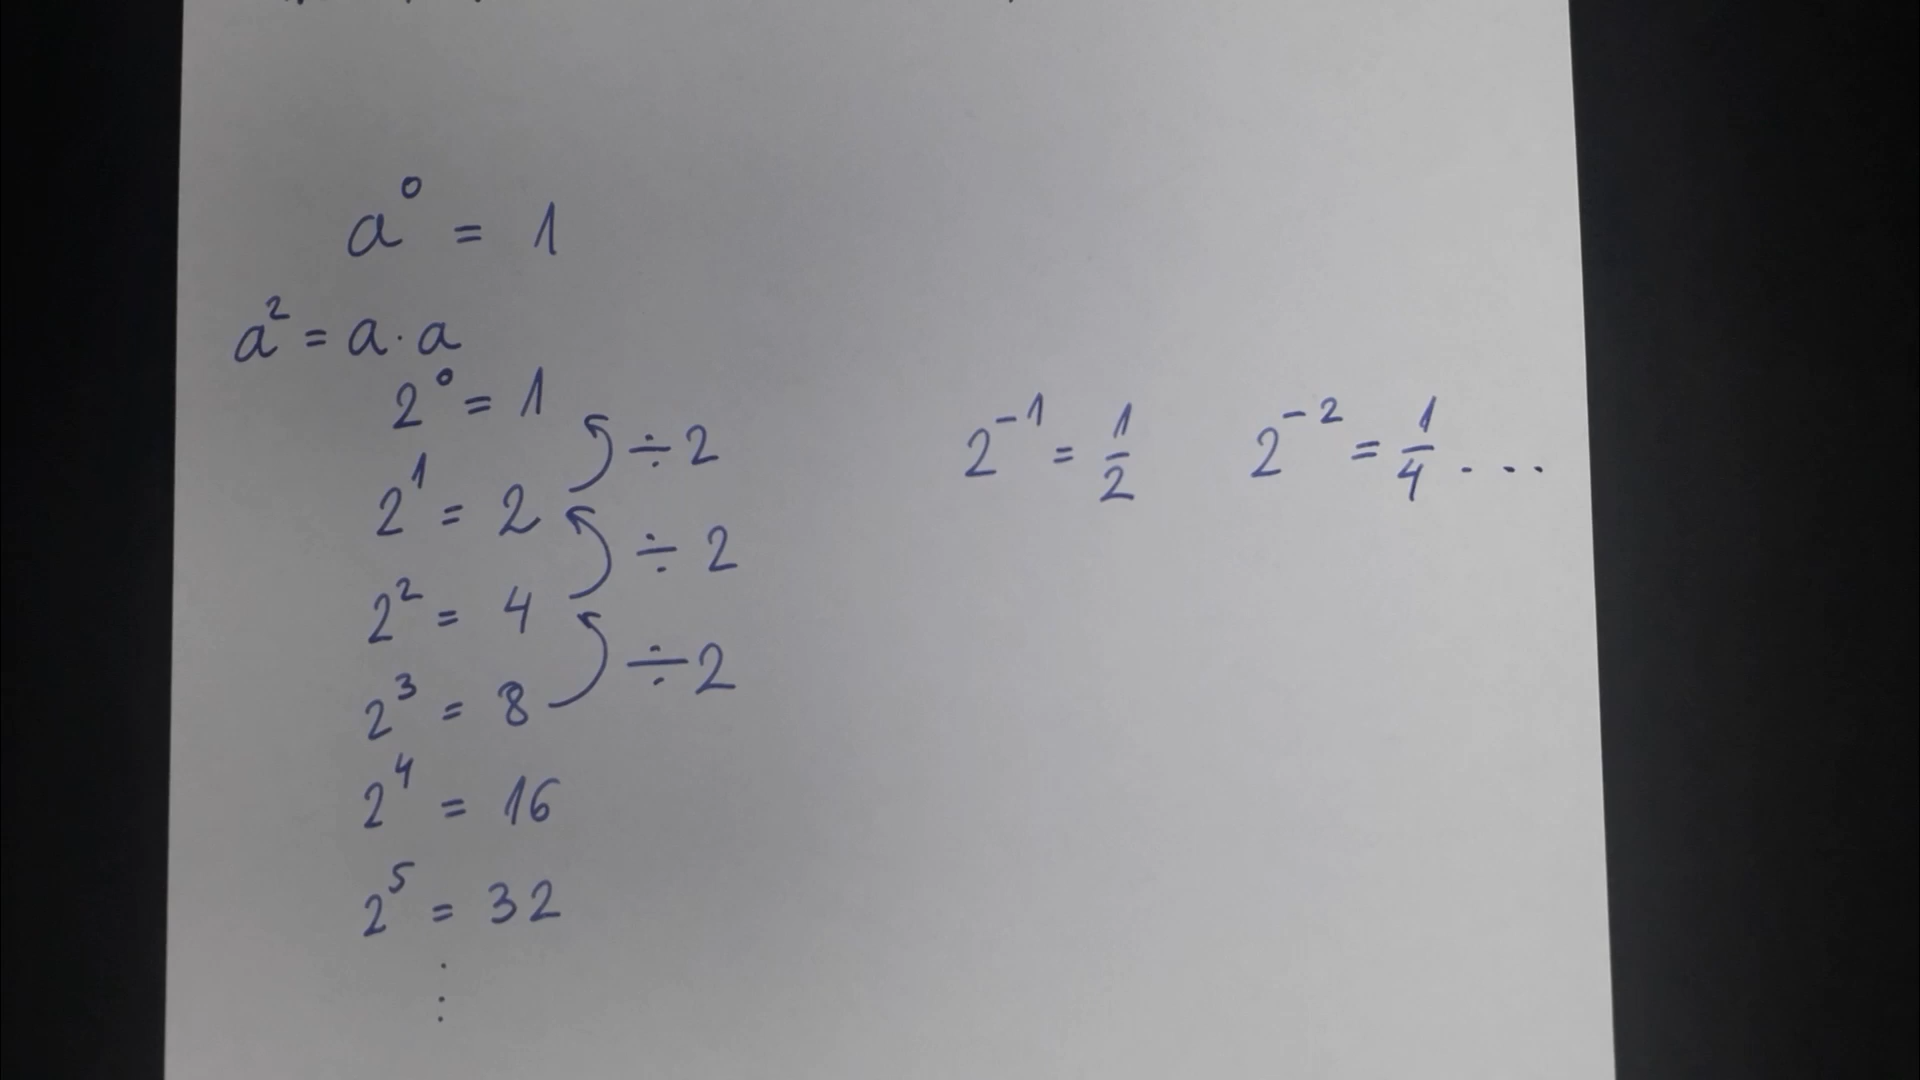 a⁰ = 1
a² = a · a
2⁰ = 1
÷ 2
2¹ = 2
÷ 2
2² = 4
÷ 2
2³ = 8
2⁴ = 16
2⁵ = 32
⋮
2⁻¹ = 1/2 2⁻² = 1/4 . . . .